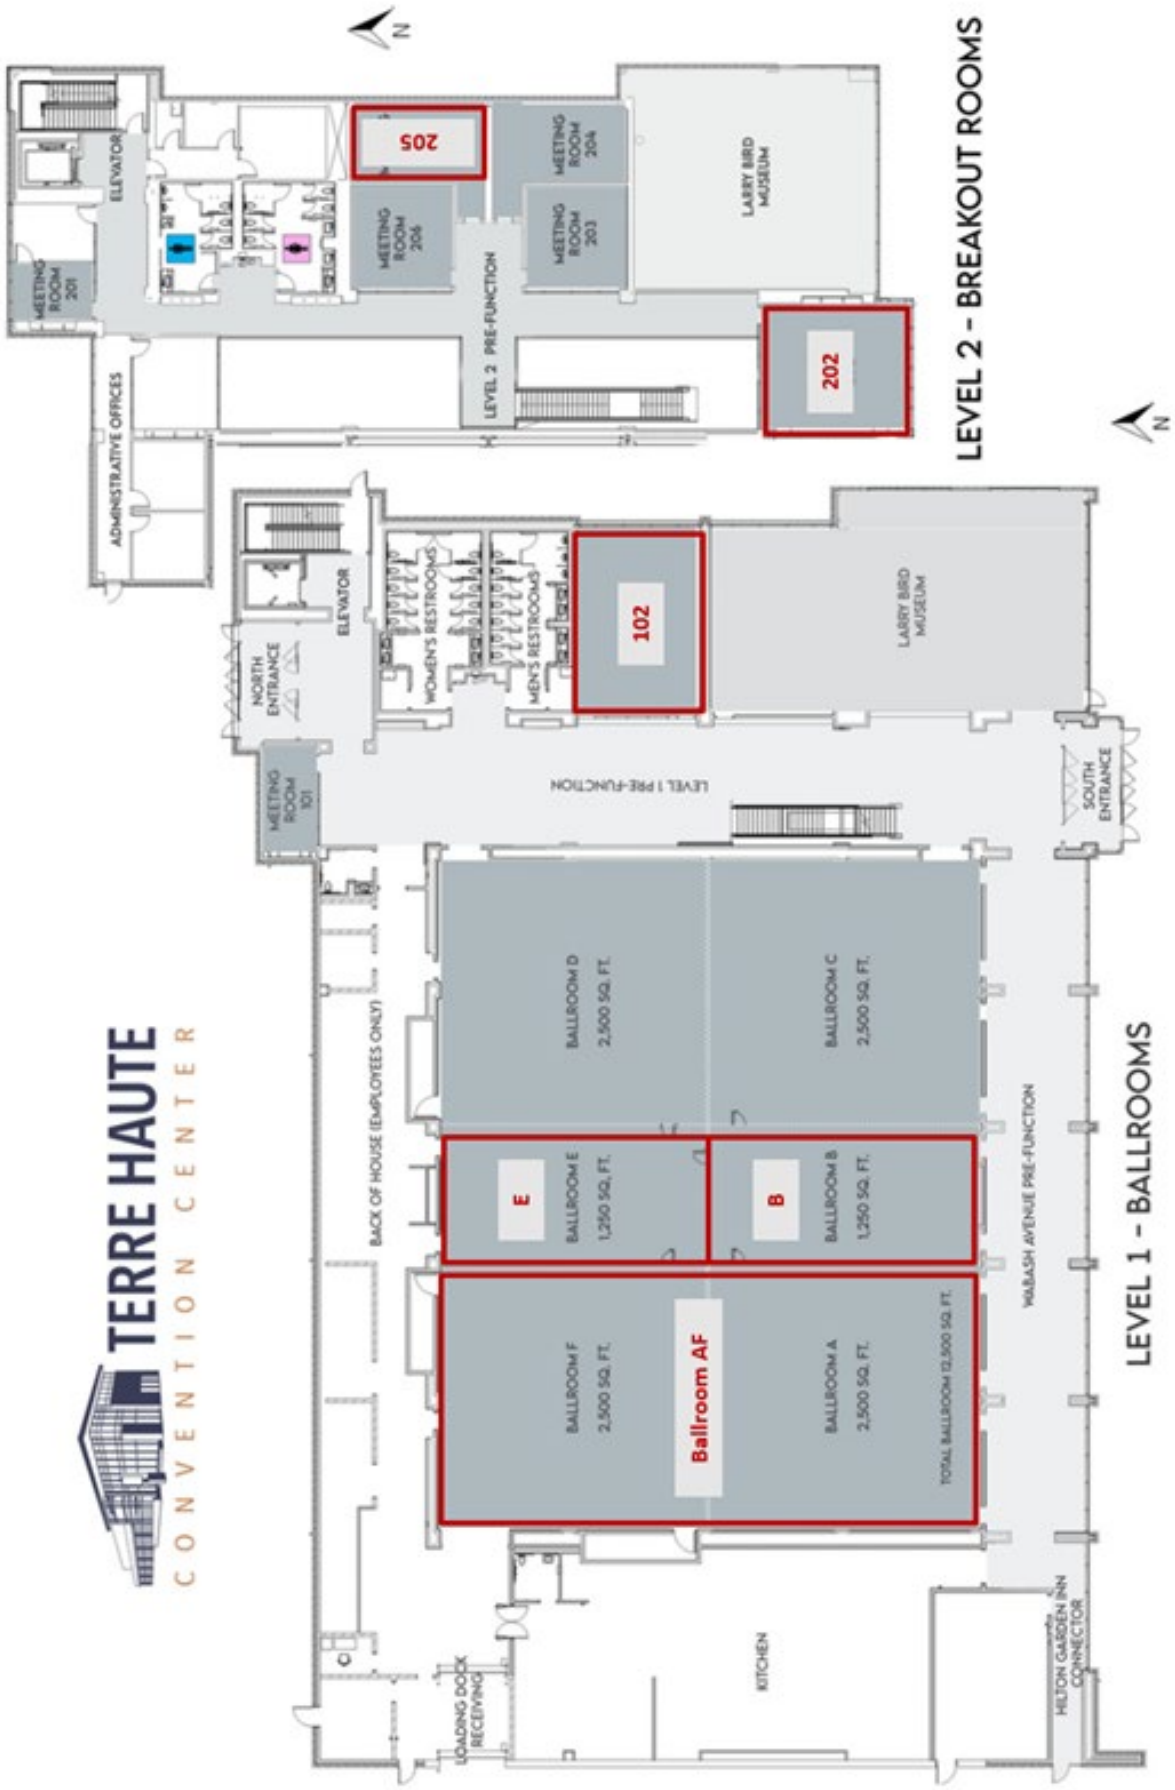 TERRE HAUTE
CONVENTION CENTER
N
ELEVATOR
MEETING
ROOM
201
ADMINISTRATIVE OFFICES
205
MEETING
ROOM
206
MEETING
ROOM
204
MEETING
ROOM
203
LEVEL 2 PRE-FUNCTION
LARRY BIRD
MUSEUM
202
LEVEL 2 - BREAKOUT ROOMS
N
NORTH
ENTRANCE
ELEVATOR
MEETING
ROOM
101
WOMEN'S RESTROOMS
MEN'S RESTROOMS
102
LARRY BIRD
MUSEUM
LEVEL 1 PRE-FUNCTION
SOUTH
ENTRANCE
BACK OF HOUSE (EMPLOYEES ONLY)
BALLROOM D
2,500 SQ. FT.
BALLROOM C
2,500 SQ. FT.
E
BALLROOM E
1,250 SQ. FT.
B
BALLROOM B
1,250 SQ. FT.
BALLROOM F
2,500 SQ. FT.
Ballroom AF
BALLROOM A
2,500 SQ. FT.
TOTAL BALLROOM 12,500 SQ. FT.
WABASH AVENUE PRE-FUNCTION
LOADING DOCK
RECEIVING
KITCHEN
HILTON GARDEN INN
CONNECTOR
LEVEL 1 - BALLROOMS